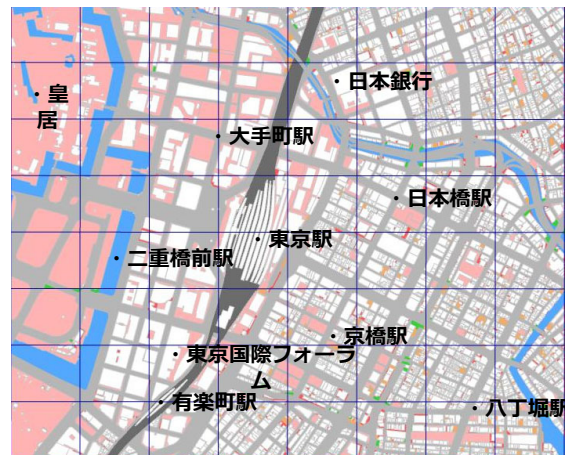 ・日本銀行
・皇
居
・大手町駅
・日本橋駅
・東京駅
・二重橋前駅
・京橋駅
・東京国際フォーラ
ム
・有楽町駅
・八丁堀駅